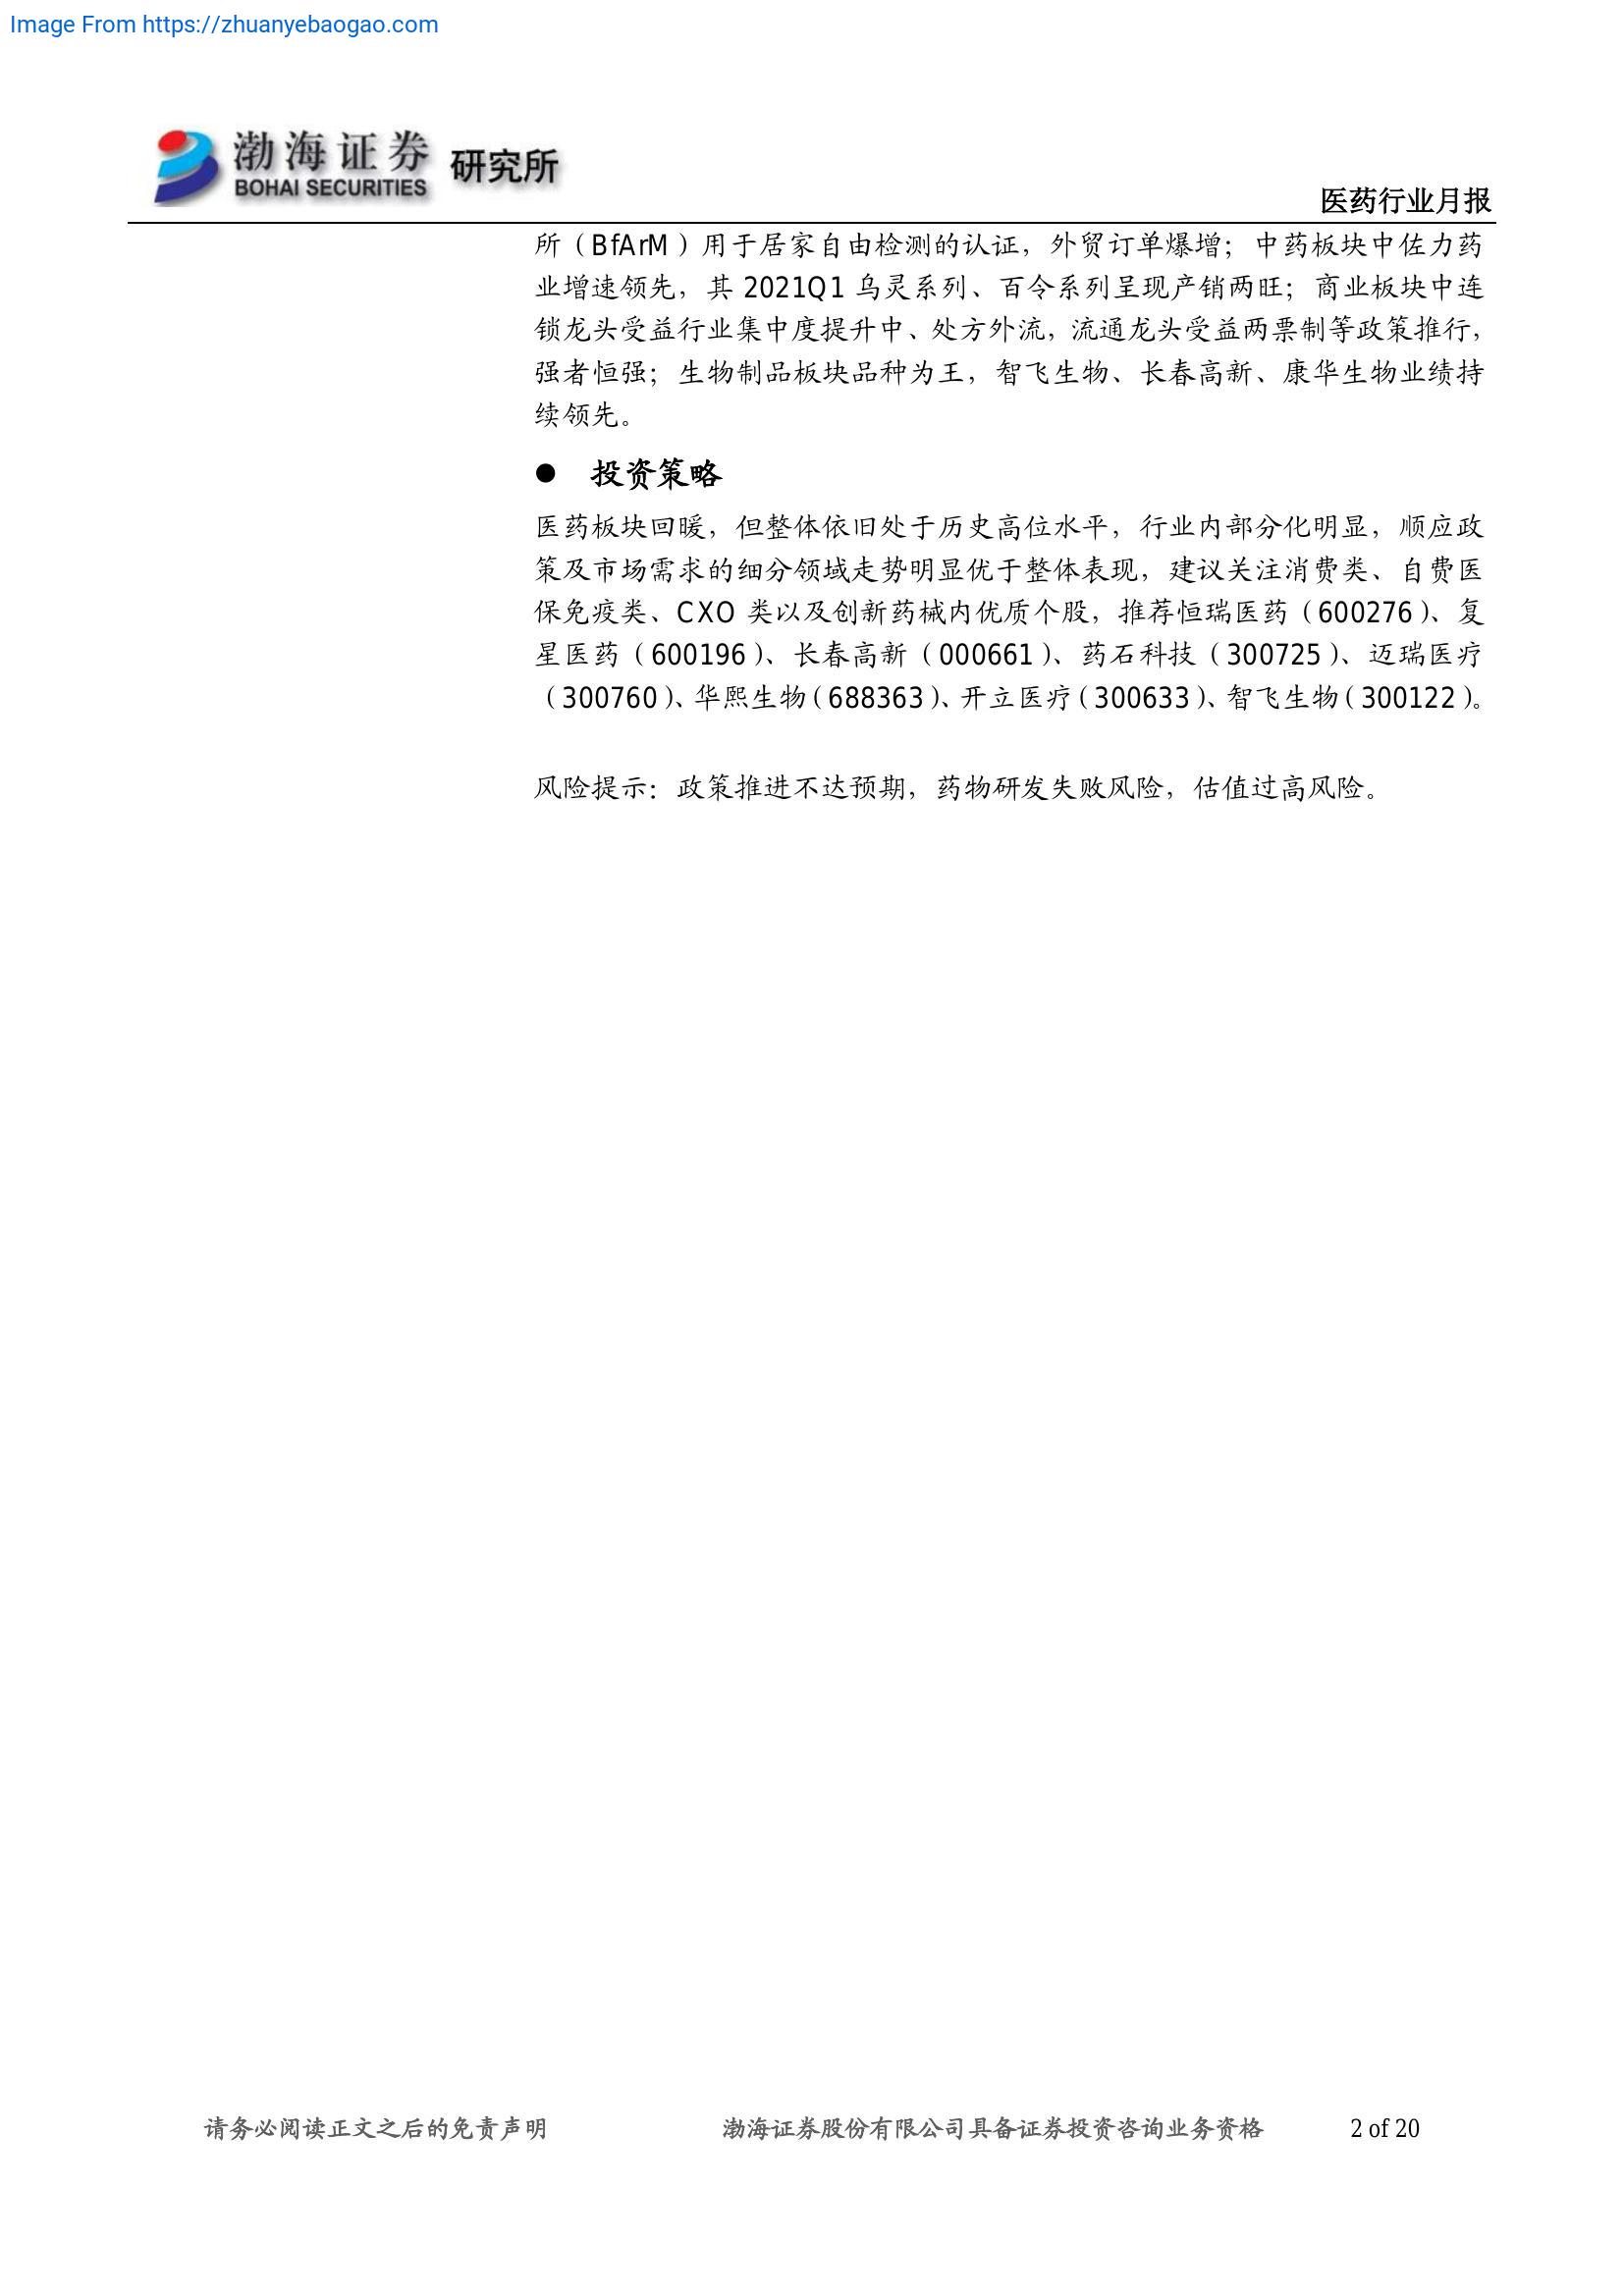 Image From https://zhuanyebaogao.com
渤海证券 研究所
BOHAI SECURITIES
医药行业月报
所（BfArM）用于居家自由检测的认证，外贸订单爆增；中药板块中佐力药
业增速领先，其 2021Q1 乌灵系列、百令系列呈现产销两旺；商业板块中连
锁龙头受益行业集中度提升中、处方外流，流通龙头受益两票制等政策推行，
强者恒强；生物制品板块品种为王，智飞生物、长春高新、康华生物业绩持
续领先。
● 投资策略
医药板块回暖，但整体依旧处于历史高位水平，行业内部分化明显，顺应政
策及市场需求的细分领域走势明显优于整体表现，建议关注消费类、自费医
保免疫类、CXO 类以及创新药械内优质个股，推荐恒瑞医药（600276）、复
星医药（600196）、长春高新（000661）、药石科技（300725）、迈瑞医疗
（300760）、华熙生物（688363）、开立医疗（300633）、智飞生物（300122）。
风险提示：政策推进不达预期，药物研发失败风险，估值过高风险。
请务必阅读正文之后的免责声明 渤海证券股份有限公司具备证券投资咨询业务资格 2 of 20